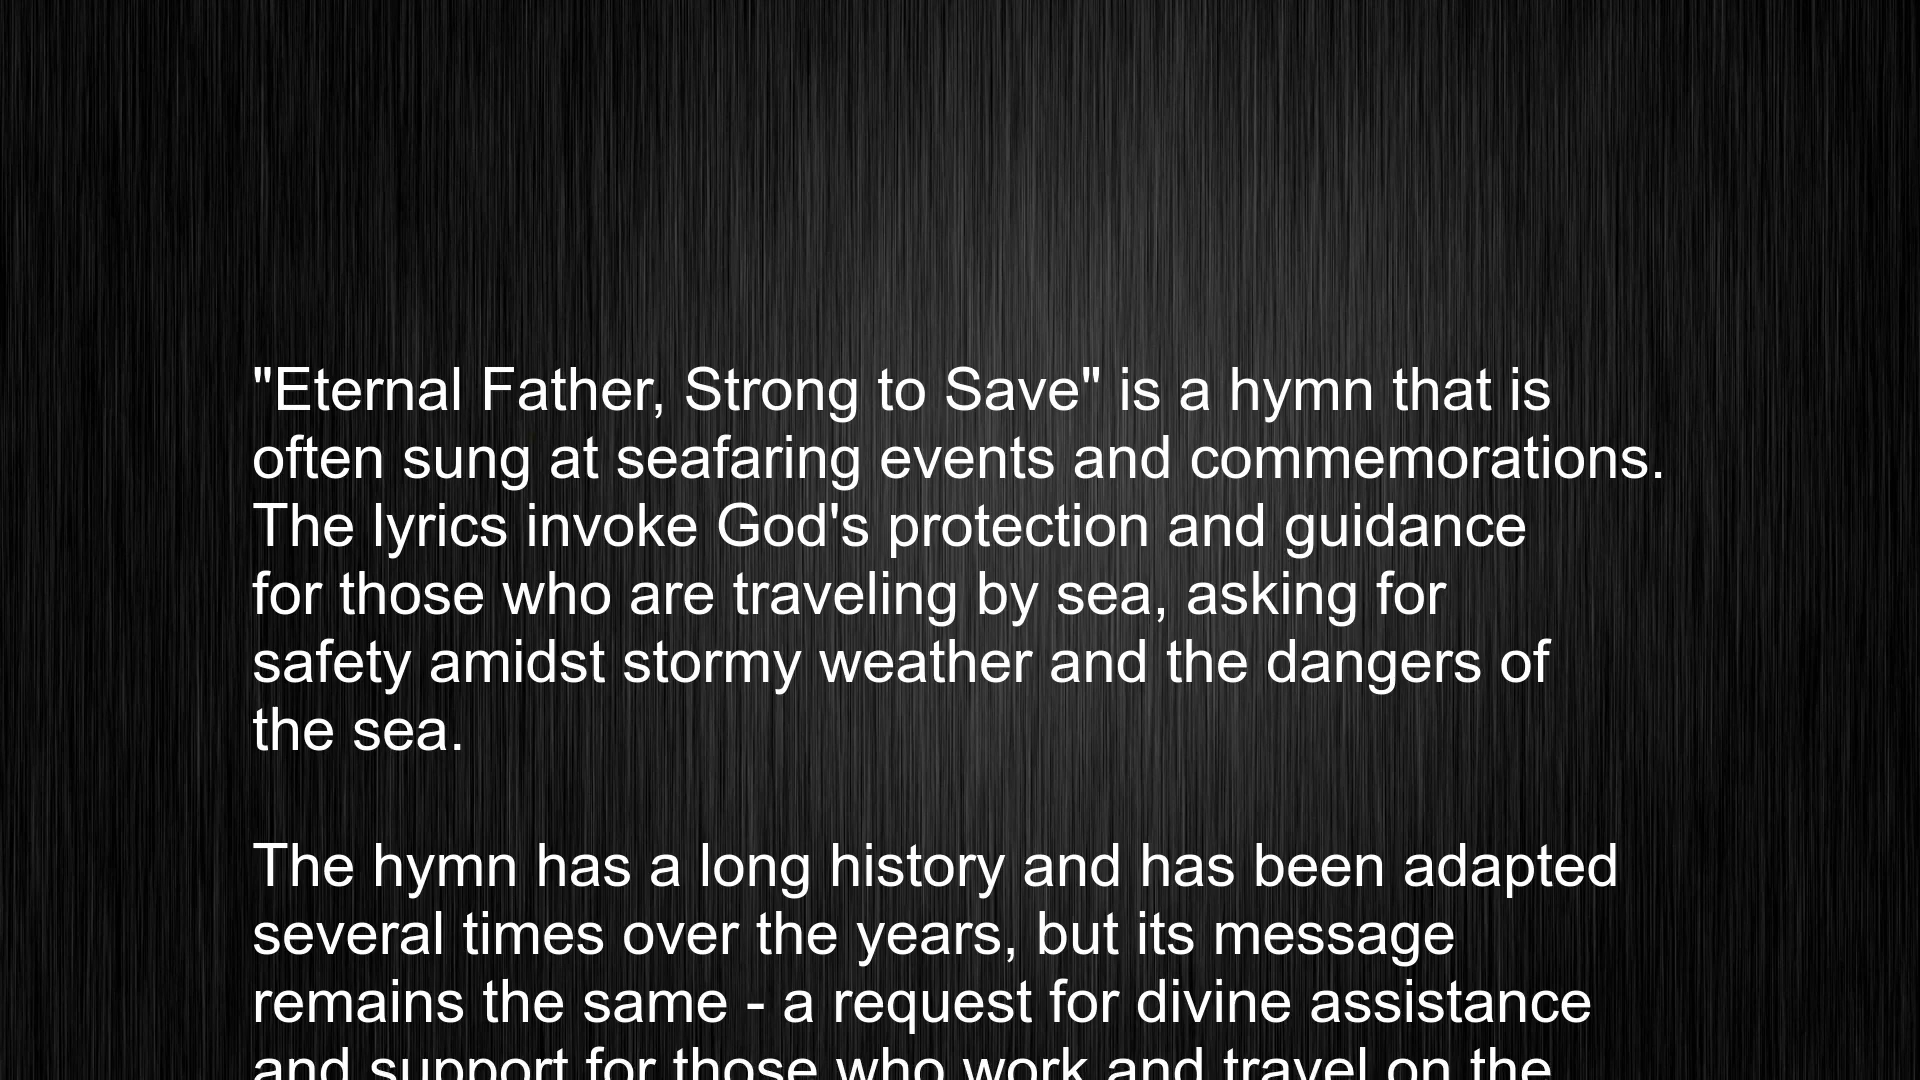 "Eternal Father, Strong to Save" is a hymn that is
often sung at seafaring events and commemorations.
The lyrics invoke God's protection and guidance
for those who are traveling by sea, asking for
safety amidst stormy weather and the dangers of
the sea.
The hymn has a long history and has been adapted
several times over the years, but its message
remains the same - a request for divine assistance
and support for those who work and travel on the